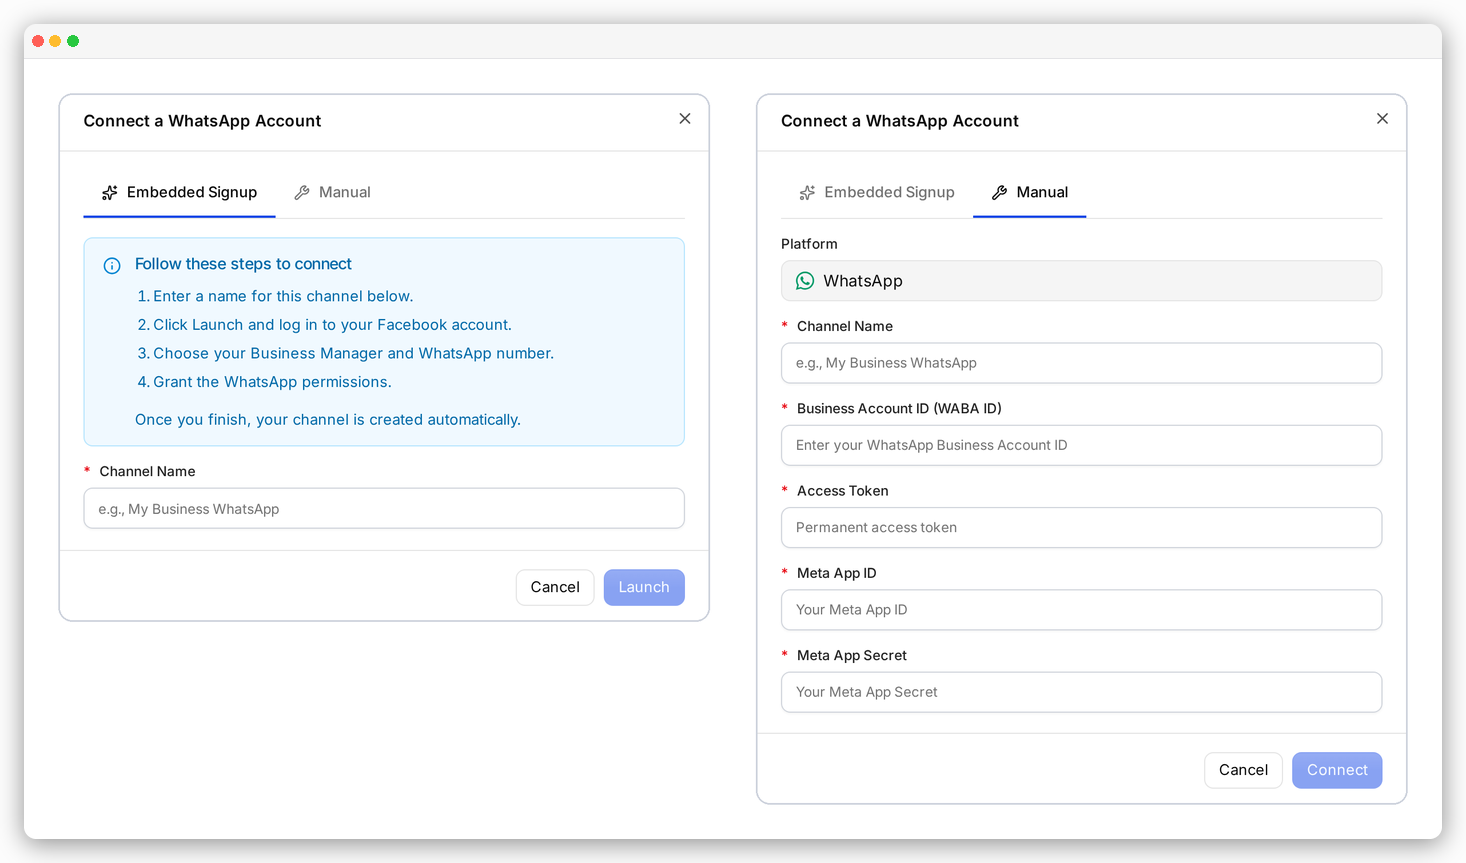 Connect a WhatsApp Account
Embedded Signup
Manual
Follow these steps to connect
1. Enter a name for this channel below.
2. Click Launch and log in to your Facebook account.
3. Choose your Business Manager and WhatsApp number.
4. Grant the WhatsApp permissions.
Once you finish, your channel is created automatically.
* Channel Name
e.g., My Business WhatsApp
Cancel
Launch
Connect a WhatsApp Account
Embedded Signup
Manual
Platform
WhatsApp
* Channel Name
e.g., My Business WhatsApp
* Business Account ID (WABA ID)
Enter your WhatsApp Business Account ID
* Access Token
Permanent access token
* Meta App ID
Your Meta App ID
* Meta App Secret
Your Meta App Secret
Cancel
Connect